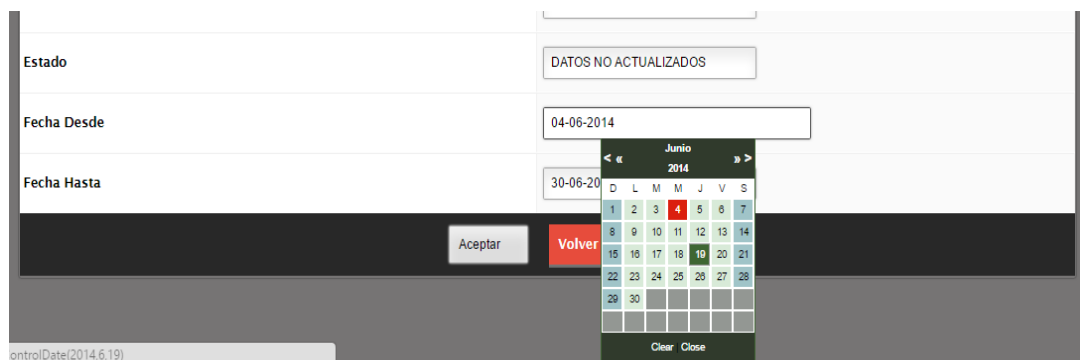 Estado DATOS NO ACTUALIZADOS
Fecha Desde 04-06-2014
< « Junio » >
2014
Fecha Hasta 30-06-20
D L M M J V S
1 2 3 4 5 6 7
8 9 10 11 12 13 14
Aceptar Volver
15 16 17 18 19 20 21
22 23 24 25 26 27 28
29 30
Clear Close
ontrolDate(2014,6,19)